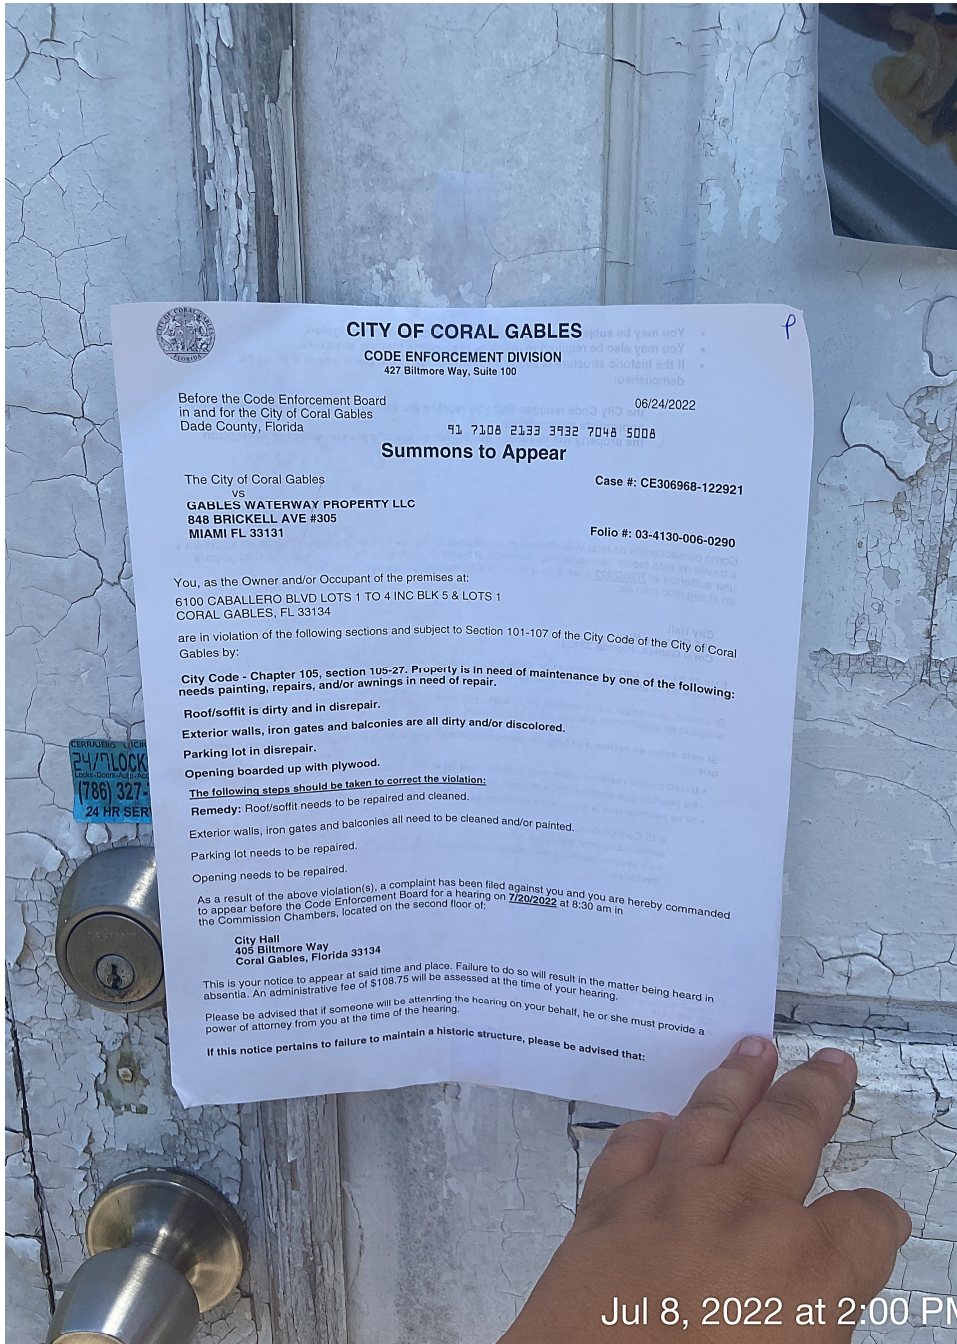 CITY OF CORAL GABLES
FLORIDA
CITY OF CORAL GABLES
CODE ENFORCEMENT DIVISION
427 Biltmore Way, Suite 100
P
Before the Code Enforcement Board
in and for the City of Coral Gables
Dade County, Florida
06/24/2022
91 7108 2133 3932 7048 5008
Summons to Appear
The City of Coral Gables
vs
GABLES WATERWAY PROPERTY LLC
848 BRICKELL AVE #305
MIAMI FL 33131
Case #: CE306968-122921
Folio #: 03-4130-006-0290
You, as the Owner and/or Occupant of the premises at:
6100 CABALLERO BLVD LOTS 1 TO 4 INC BLK 5 & LOTS 1
CORAL GABLES, FL 33134
are in violation of the following sections and subject to Section 101-107 of the City Code of the City of Coral
Gables by:
City Code - Chapter 105, section 105-27. Property is in need of maintenance by one of the following:
needs painting, repairs, and/or awnings in need of repair.
Roof/soffit is dirty and in disrepair.
Exterior walls, iron gates and balconies are all dirty and/or discolored.
Parking lot in disrepair.
Opening boarded up with plywood.
The following steps should be taken to correct the violation:
Remedy: Roof/soffit needs to be repaired and cleaned.
Exterior walls, iron gates and balconies all need to be cleaned and/or painted.
Parking lot needs to be repaired.
Opening needs to be repaired.
As a result of the above violation(s), a complaint has been filed against you and you are hereby commanded
to appear before the Code Enforcement Board for a hearing on 7/20/2022 at 8:30 am in
the Commission Chambers, located on the second floor of:
City Hall
405 Biltmore Way
Coral Gables, Florida 33134
This is your notice to appear at said time and place. Failure to do so will result in the matter being heard in
absentia. An administrative fee of $108.75 will be assessed at the time of your hearing.
Please be advised that if someone will be attending the hearing on your behalf, he or she must provide a
power of attorney from you at the time of the hearing.
If this notice pertains to failure to maintain a historic structure, please be advised that:
CERRAJERO
24/7 LOCK
Locks-Doors-Auto
(786) 327-
24 HR SER
Jul 8, 2022 at 2:00 PM